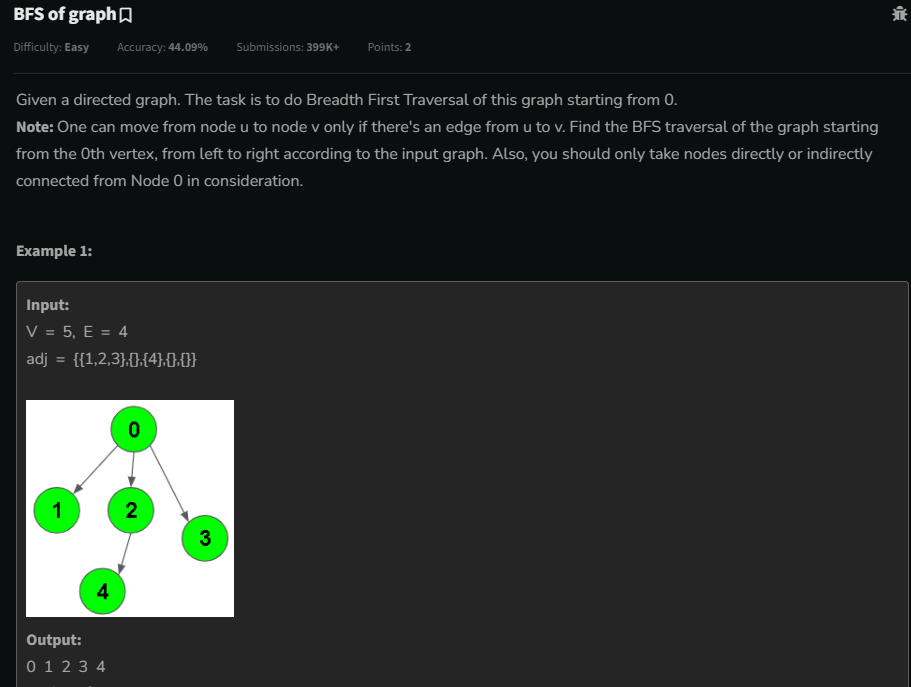 BFS of graph
Difficulty: Easy Accuracy: 44.09% Submissions: 399K+ Points: 2
Given a directed graph. The task is to do Breadth First Traversal of this graph starting from 0.
Note: One can move from node u to node v only if there's an edge from u to v. Find the BFS traversal of the graph starting
from the 0th vertex, from left to right according to the input graph. Also, you should only take nodes directly or indirectly
connected from Node 0 in consideration.
Example 1:
Input:
V = 5, E = 4
adj = {{1,2,3},{},{4},{},{}}
0
1 2
3
4
Output:
0 1 2 3 4